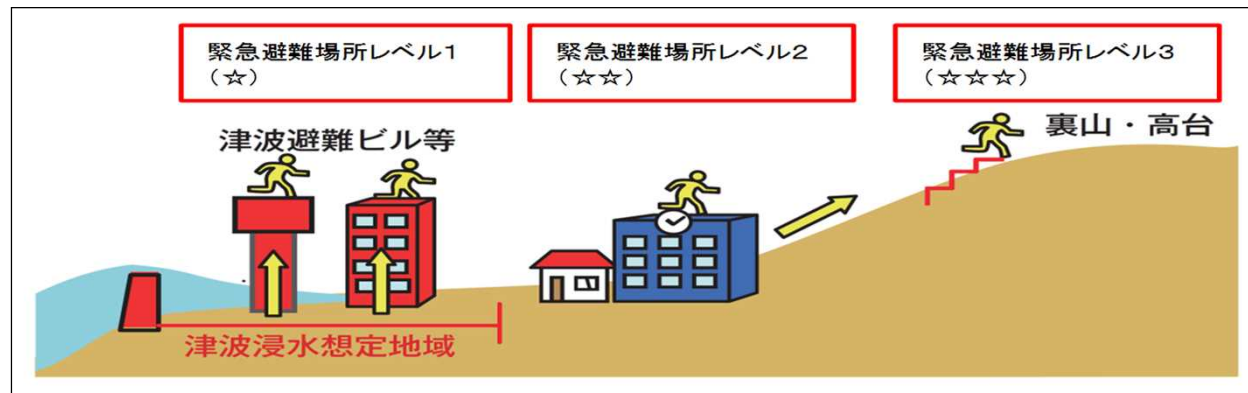 緊急避難場所レベル1
（☆）
緊急避難場所レベル2
（☆☆）
緊急避難場所レベル3
（☆☆☆）
津波避難ビル等
裏山・高台
津波浸水想定地域